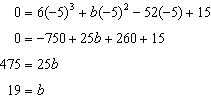 0 = 6(−5)³ + b(−5)² − 52(−5) + 15
0 = −750 + 25b + 260 + 15
475 = 25b
19 = b